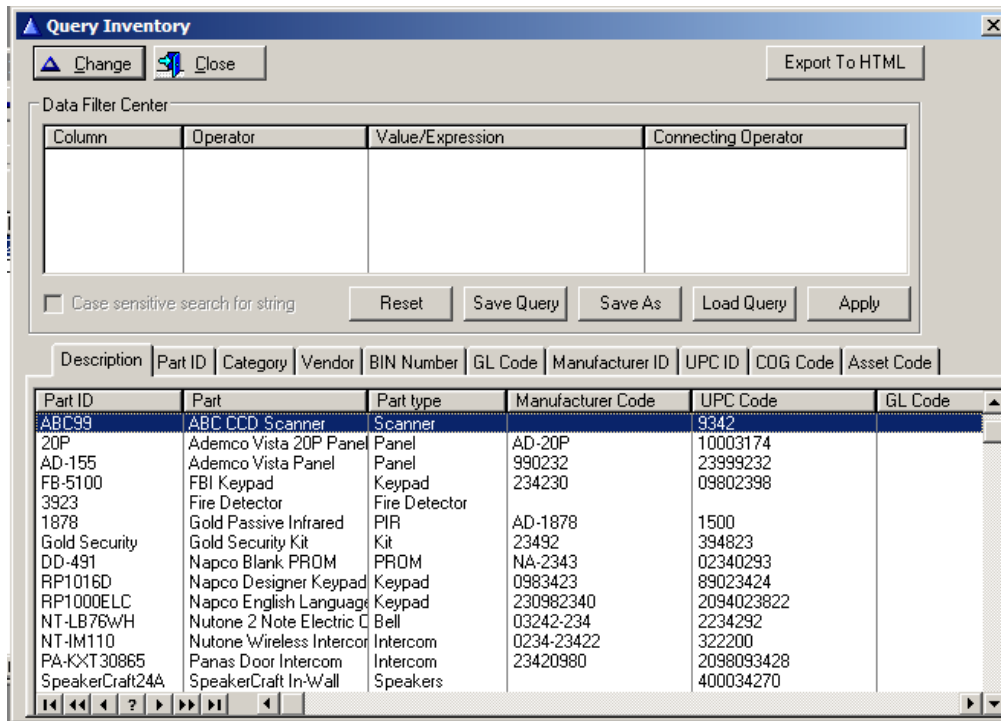 Query Inventory
Change Close Export To HTML
Data Filter Center
Column Operator Value/Expression Connecting Operator
Case sensitive search for string Reset Save Query Save As Load Query Apply
Description Part ID Category Vendor BIN Number GL Code Manufacturer ID UPC ID COG Code Asset Code
Part ID Part Part type Manufacturer Code UPC Code GL Code
ABC99 ABC CCD Scanner Scanner 9342
20P Ademco Vista 20P Panel Panel AD-20P 10003174
AD-155 Ademco Vista Panel Panel 990232 23999232
FB-5100 FBI Keypad Keypad 234230 09802398
3923 Fire Detector Fire Detector
1878 Gold Passive Infrared PIR AD-1878 1500
Gold Security Gold Security Kit Kit 23492 394823
DD-491 Napco Blank PROM PROM NA-2343 02340293
RP1016D Napco Designer Keypad Keypad 0983423 89023424
RP1000ELC Napco English Language Keypad 230982340 2094023822
NT-LB76WH Nutone 2 Note Electric C Bell 03242-234 2234292
NT-IM110 Nutone Wireless Intercor Intercom 0234-23422 322200
PA-KXT30865 Panas Door Intercom Intercom 23420980 2098093428
SpeakerCraft24A SpeakerCraft In-Wall Speakers 400034270
?